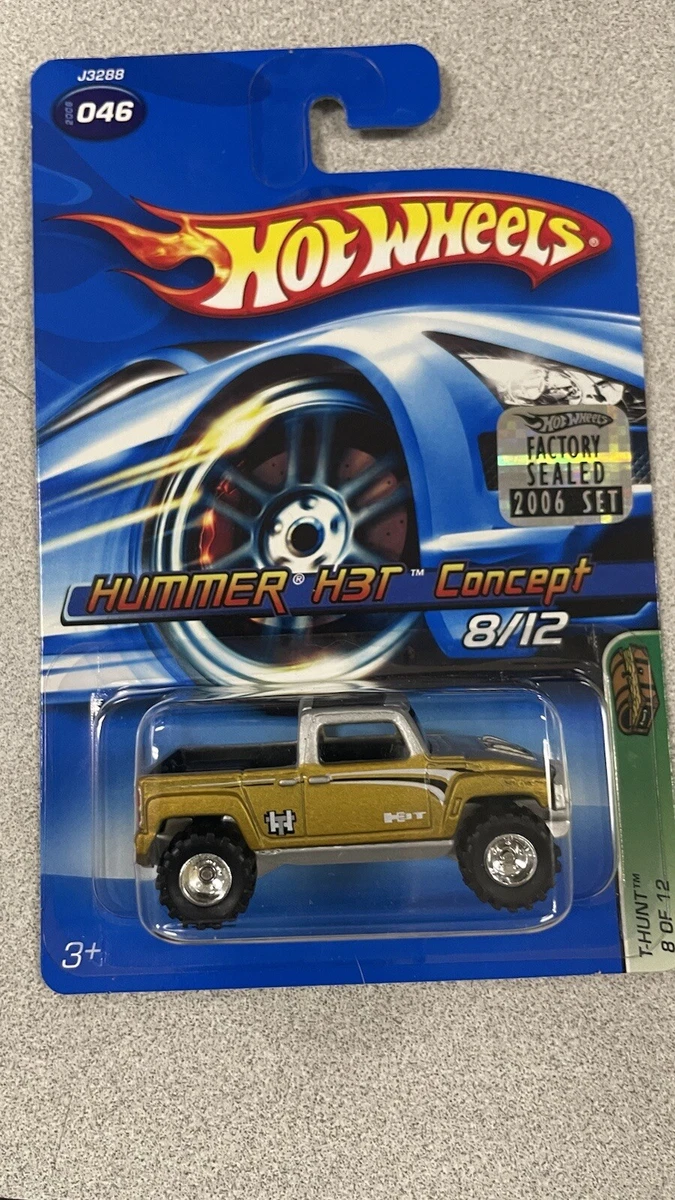 J3288
2006 046
HOT WHEELS®
HOT WHEELS
FACTORY
SEALED
2006 SET
HUMMER® H3T™ Concept
8/12
H3T
T-HUNT™
8 OF 12
3+